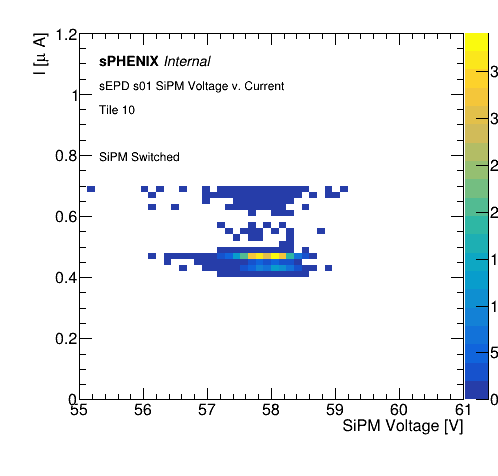 I [μ A]
sPHENIX Internal
sEPD s01 SiPM Voltage v. Current
Tile 10
SiPM Switched
1.2
1
0.8
0.6
0.4
0.2
0
55 56 57 58 59 60 61
SiPM Voltage [V]
3
3
2
2
1
1
5
0